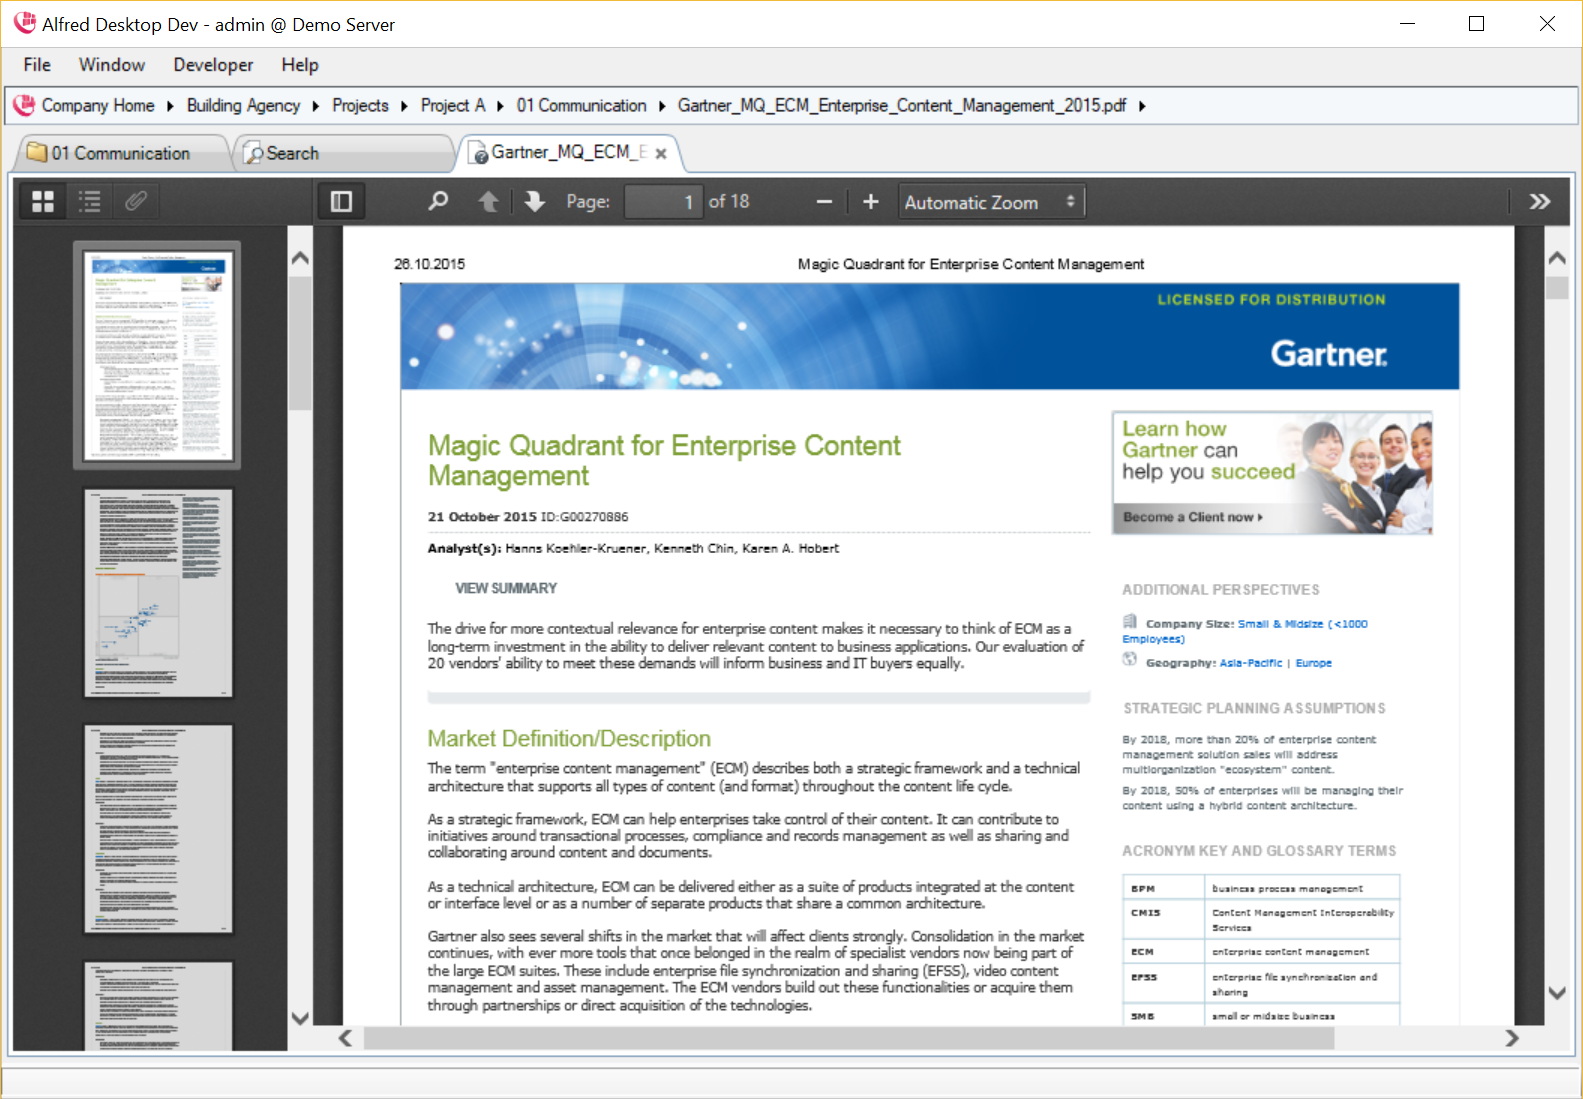 Alfred Desktop Dev - admin @ Demo Server
File Window Developer Help
Company Home Building Agency Projects Project A 01 Communication Gartner_MQ_ECM_Enterprise_Content_Management_2015.pdf
01 Communication Search Gartner_MQ_ECM_E
Page: 1 of 18 Automatic Zoom
26.10.2015 Magic Quadrant for Enterprise Content Management
LICENSED FOR DISTRIBUTION
Gartner
Magic Quadrant for Enterprise Content
Management
21 October 2015 ID:G00270886
Analyst(s): Hanns Koehler-Kruener, Kenneth Chin, Karen A. Hobert
VIEW SUMMARY
The drive for more contextual relevance for enterprise content makes it necessary to think of ECM as a
long-term investment in the ability to deliver relevant content to business applications. Our evaluation of
20 vendors' ability to meet these demands will inform business and IT buyers equally.
Market Definition/Description
The term "enterprise content management" (ECM) describes both a strategic framework and a technical
architecture that supports all types of content (and format) throughout the content life cycle.
As a strategic framework, ECM can help enterprises take control of their content. It can contribute to
initiatives around transactional processes, compliance and records management as well as sharing and
collaborating around content and documents.
As a technical architecture, ECM can be delivered either as a suite of products integrated at the content
or interface level or as a number of separate products that share a common architecture.
Gartner also sees several shifts in the market that will affect clients strongly. Consolidation in the market
continues, with ever more tools that once belonged in the realm of specialist vendors now being part of
the large ECM suites. These include enterprise file synchronization and sharing (EFSS), video content
management and asset management. The ECM vendors build out these functionalities or acquire them
through partnerships or direct acquisition of the technologies.
Learn how
Gartner can
help you succeed
Become a Client now
ADDITIONAL PERSPECTIVES
Company Size: Small & Midsize (<1000
Employees)
Geography: Asia-Pacific | Europe
STRATEGIC PLANNING ASSUMPTIONS
By 2018, more than 20% of enterprise content
management solution sales will address
multiorganization "ecosystem" content.
By 2018, 50% of enterprises will be managing their
content using a hybrid content architecture.
ACRONYM KEY AND GLOSSARY TERMS
BPM business process management
CMIS Content Management Interoperability
Services
ECM enterprise content management
EFSS enterprise file synchronization and
sharing
SMB small or midsize business